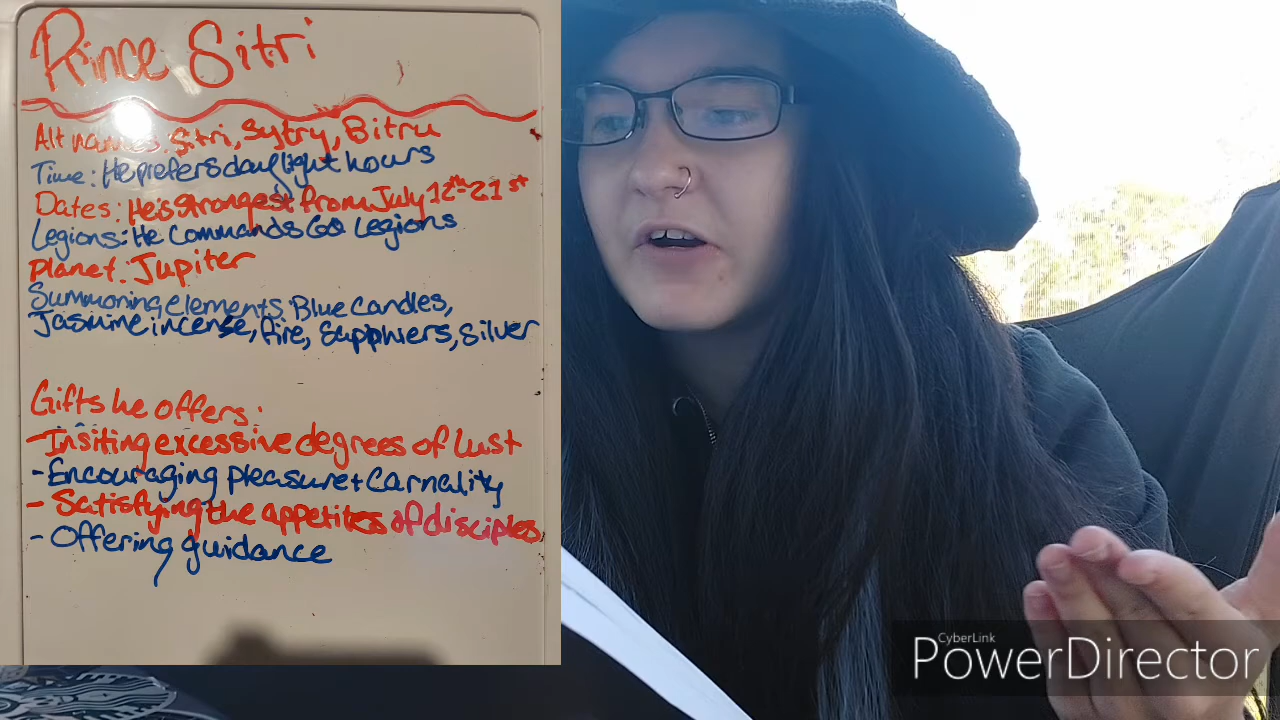 Prince Sitri
Alt names: Sitri, Sytry, Bitru
Time: He prefers daylight hours
Dates: He's strongest from July 12th-21st
Legions: He commands 60 Legions
Planet: Jupiter
Summoning elements: Blue candles,
Jasmine incense, fire, Sapphiers, Silver
Gifts he offers:
- Insiting excessive degrees of lust
- Encouraging pleasure + Carnality
- Satisfying the appetites of disciples
- Offering guidance
CyberLink
PowerDirector